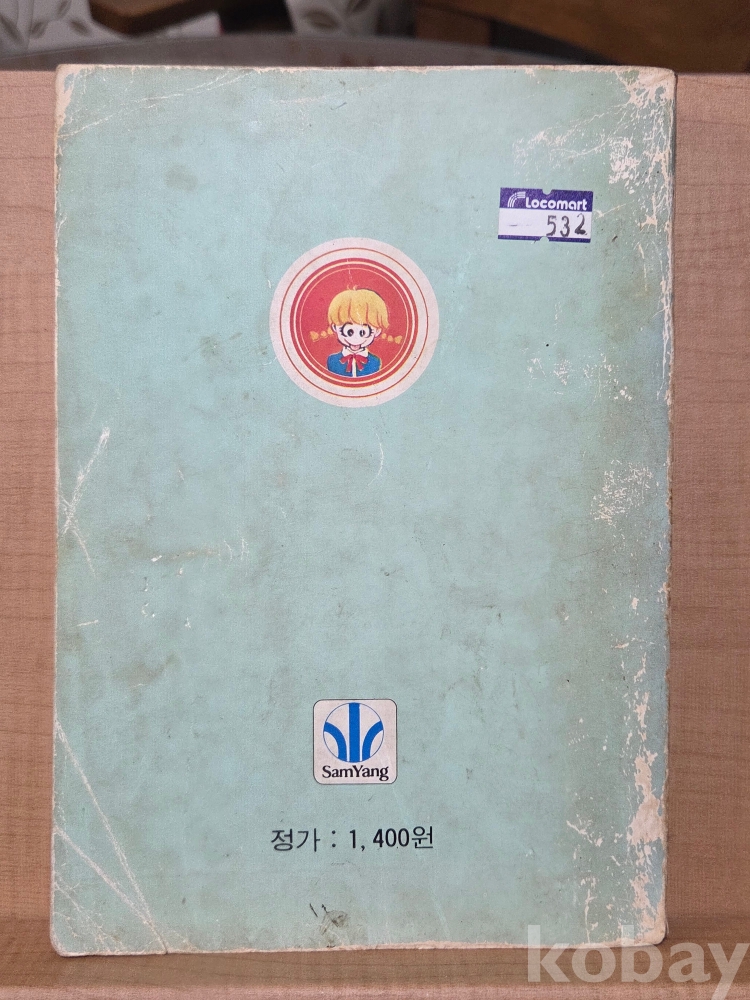 Locomart
532
SamYang
정가 : 1,400원
kobay